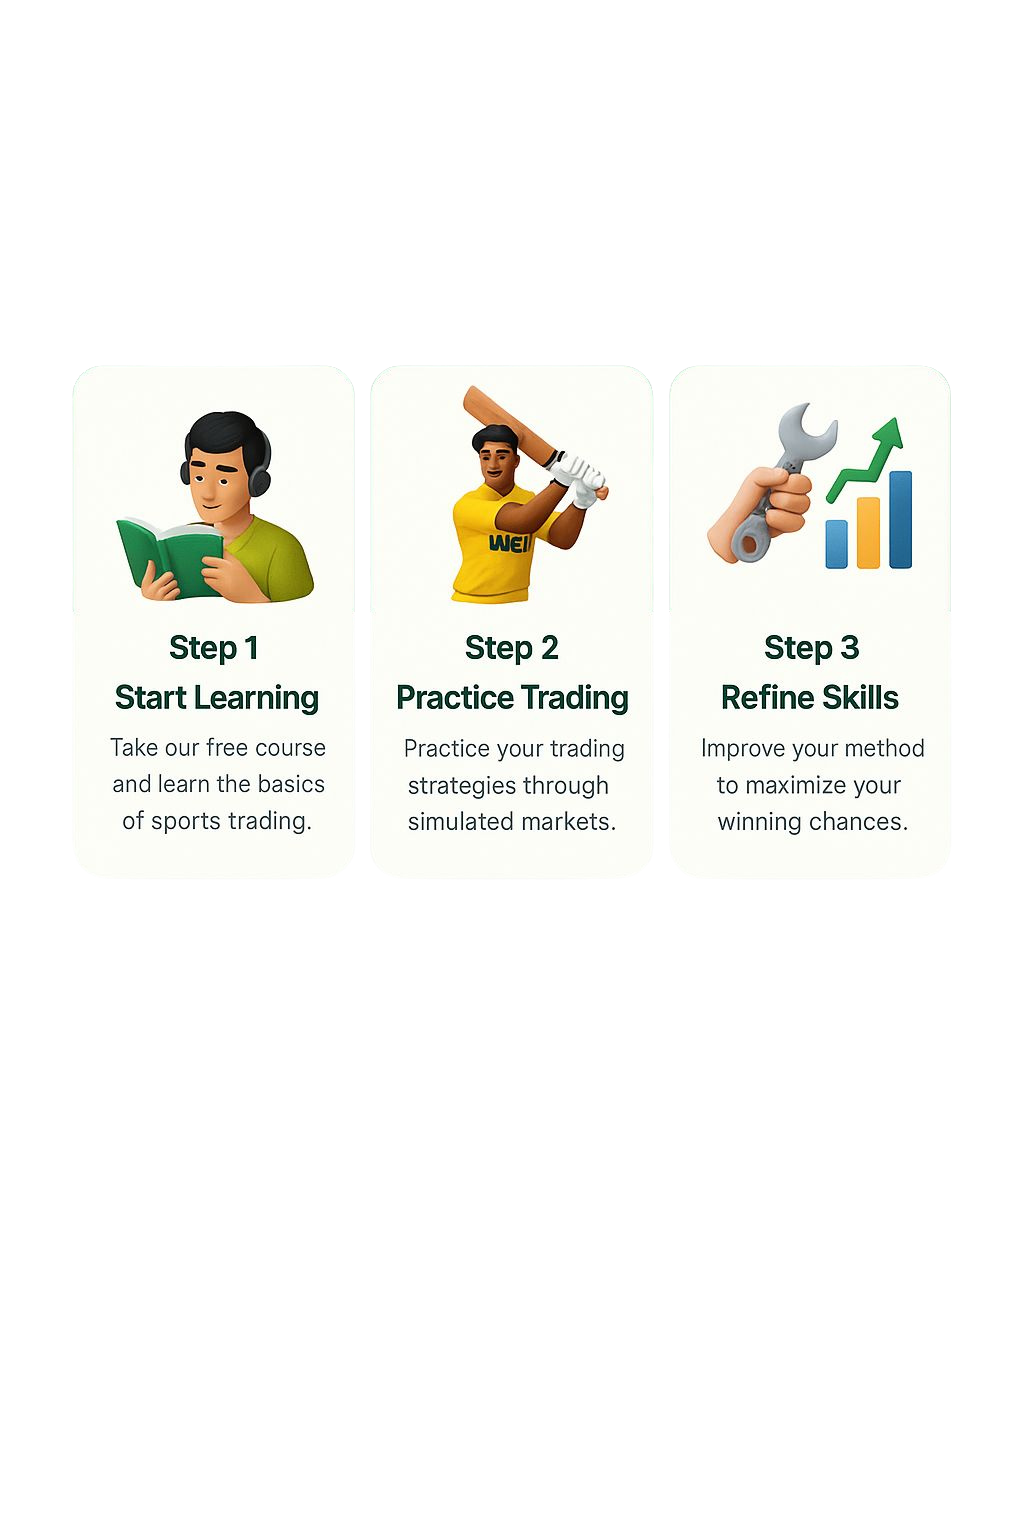 WEI
Step 1
Start Learning
Take our free course
and learn the basics
of sports trading.
Step 2
Practice Trading
Practice your trading
strategies through
simulated markets.
Step 3
Refine Skills
Improve your method
to maximize your
winning chances.